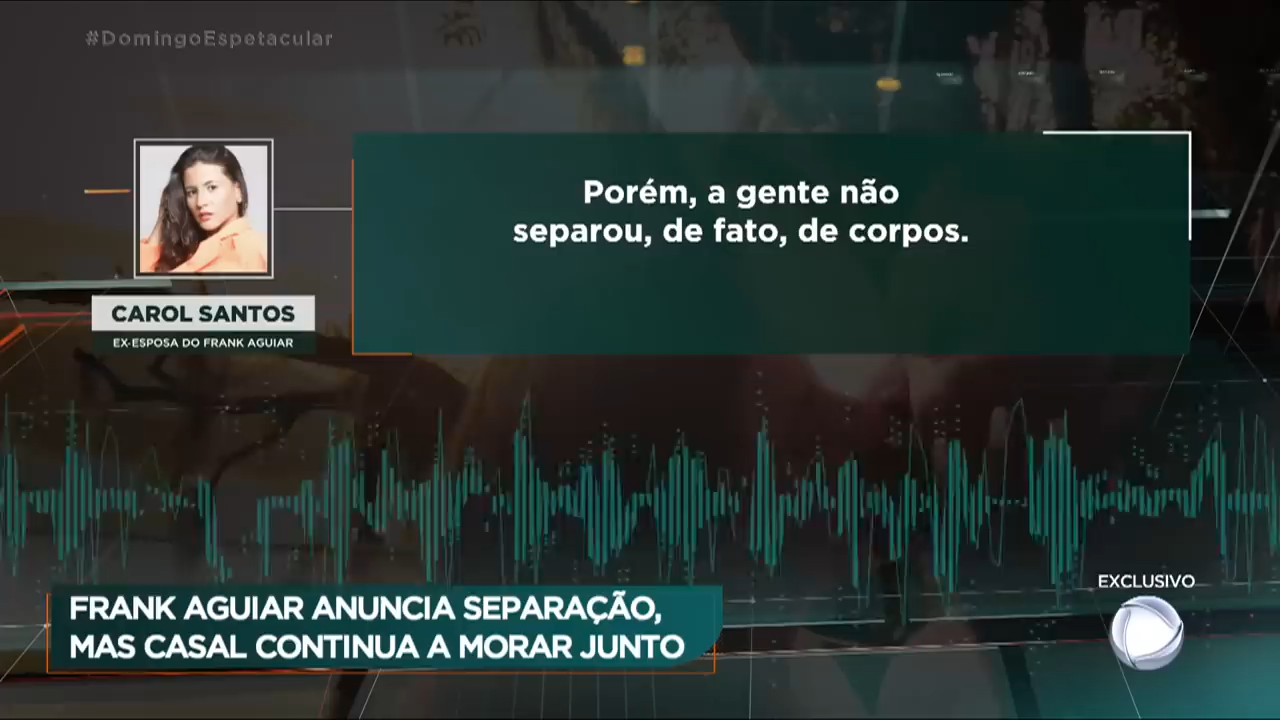 #DomingoEspetacular
Porém, a gente não
separou, de fato, de corpos.
CAROL SANTOS
EX-ESPOSA DO FRANK AGUIAR
EXCLUSIVO
FRANK AGUIAR ANUNCIA SEPARAÇÃO,
MAS CASAL CONTINUA A MORAR JUNTO